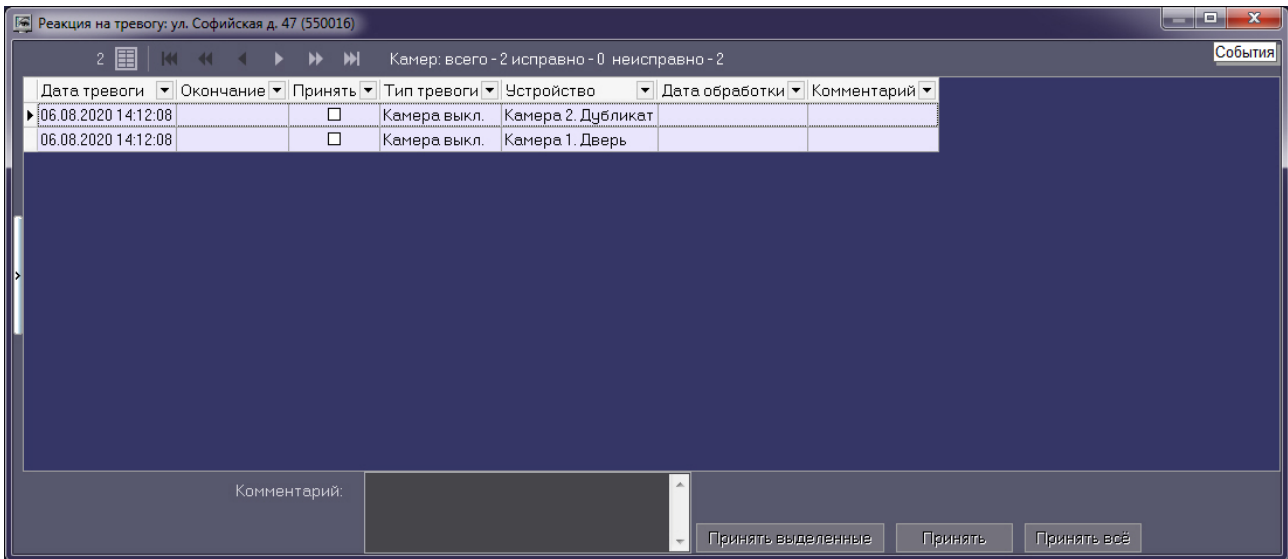 Реакция на тревогу: ул. Софийская д. 47 (550016)
2 Камер: всего - 2 исправно - 0 неисправно - 2
События
Дата тревоги Окончание Принять Тип тревоги Устройство Дата обработки Комментарий
06.08.2020 14:12:08 Камера выкл. Камера 2. Дубликат
06.08.2020 14:12:08 Камера выкл. Камера 1. Дверь
Комментарий:
Принять выделенные Принять Принять всё